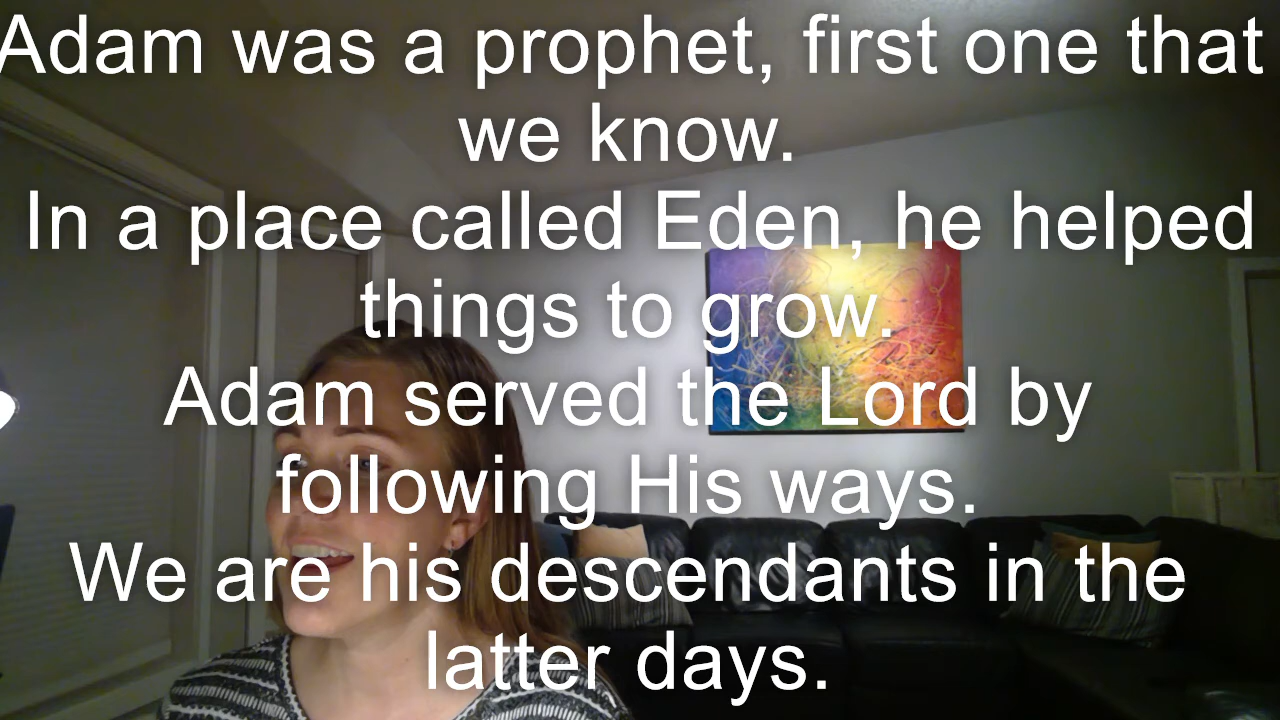 Adam was a prophet, first one that
we know.
In a place called Eden, he helped
things to grow.
Adam served the Lord by
following His ways.
We are his descendants in the
latter days.